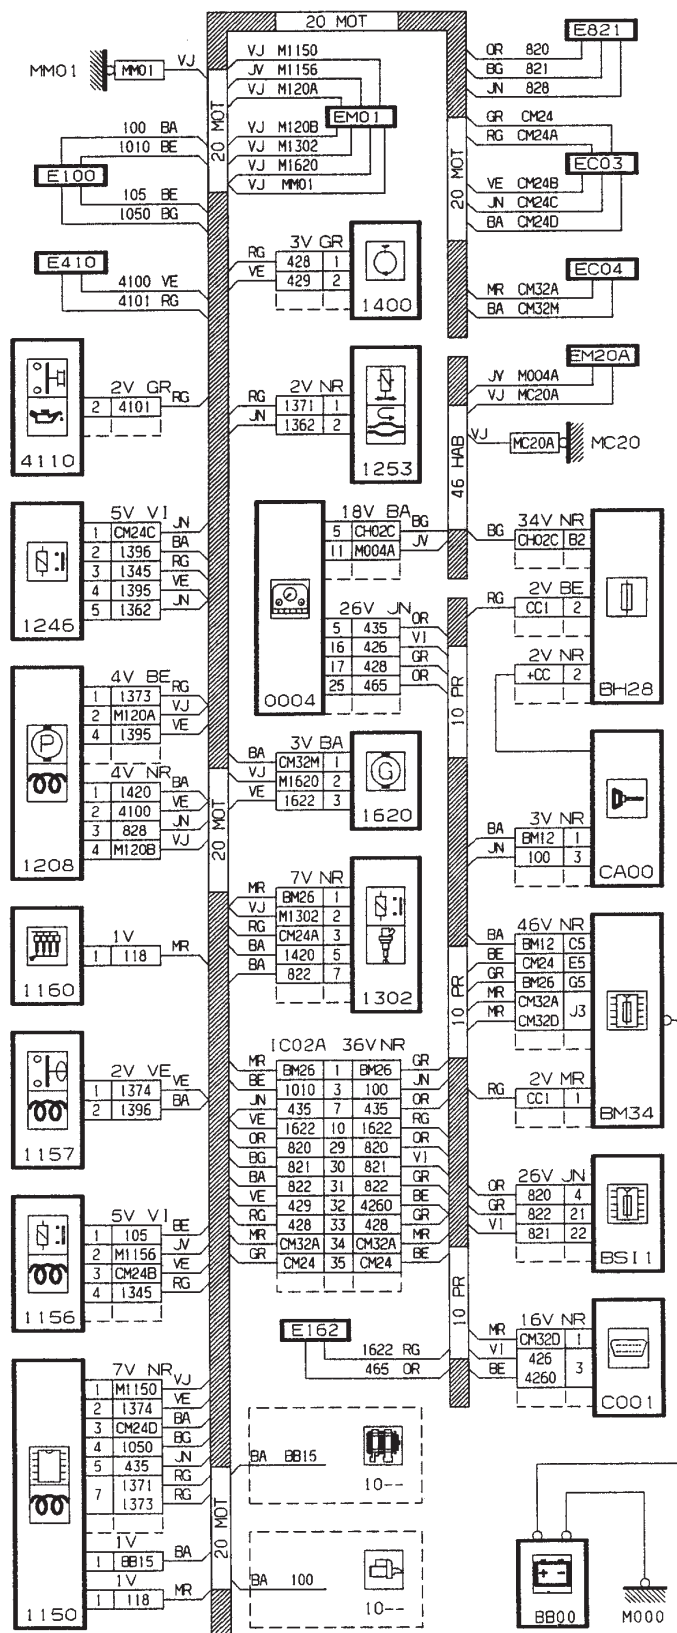 20 MOT
MM01
MM01 VJ
20 MOT
VJ M1150
JV M1156
VJ M120A
EM01
VJ M120B
VJ M1302
VJ M1620
VJ MM01
100 BA
1010 BE
E100
105 BE
1050 BG
E410
4100 VE
4101 RG
OR 820
BG 821
JN 828
E821
20 MOT
GR CM24
RG CM24A
EC03
VE CM24B
JN CM24C
BA CM24D
EC04
MR CM32A
BA CM32M
3V GR
RG 428 1
VE 429 2
1400
2V GR
2 4101 RG
4110
2V NR
RG 1371 1
JN 1362 2
1253
EM20A
JV M004A
VJ MC20A
46 HAB
VJ MC20A MC20
5V VI
1 CM24C JN
2 1396 BA
3 1345 RG
4 1395 VE
5 1362 JN
1246
18V BA
5 CH02C BG
11 M004A JV
26V JN
5 435 OR
16 426 VI
17 428 GR
25 465 OR
0004
34V NR
BG CH02C B2
2V BE
RG CC1 2
2V NR
+CC 2
BH28
10 PR
4V BE
1 1373 RG
2 M120A VJ
4 1395 VE
4V NR
1 1420 BA
2 4100 VE
3 828 JN
4 M120B VJ
1208
20 MOT
3V BA
BA CM32M 1
VJ M1620 2
VE 1622 3
G
1620
P
3V NR
BA BM12 1
JN 100 3
CA00
7V NR
MR BM26 1
VJ M1302 2
RG CM24A 3
BA 1420 5
BA 822 7
1302
1V
1 118 MR
1160
46V NR
BA BM12 C5
BE CM24 E5
GR BM26 G5
MR CM32A J3
MR CM32D
2V MR
RG CC1 1
BM34
10 PR
2V VE
1 1374 VE
2 1396 BA
1157
IC02A 36V NR
MR BM26 1 BM26 GR
BE 1010 3 100 JN
JN 435 7 435 OR
VE 1622 10 1622 RG
OR 820 29 820 OR
BG 821 30 821 VI
BA 822 31 822 GR
VE 429 32 4260 BE
RG 428 33 428 GR
MR CM32A 34 CM32A MR
GR CM24 35 CM24 BE
26V JN
OR 820 4
GR 822 21
VI 821 22
BSI1
5V VI
1 105 BE
2 M1156 JV
3 CM24B VE
4 1345 RG
1156
10 PR
E162
1622 RG
465 OR
16V NR
MR CM32D 1
VI 426 3
BE 4260
C001
7V NR
1 M1150 VJ
2 1374 VE
3 CM24D BA
4 1050 BG
5 435 JN
7 1371 RG
1373 RG
1V
1 BB15 BA
1V
1 118 MR
1150
20 MOT
BA BB15
10--
BA 100
10--
+ -
BB00
M000